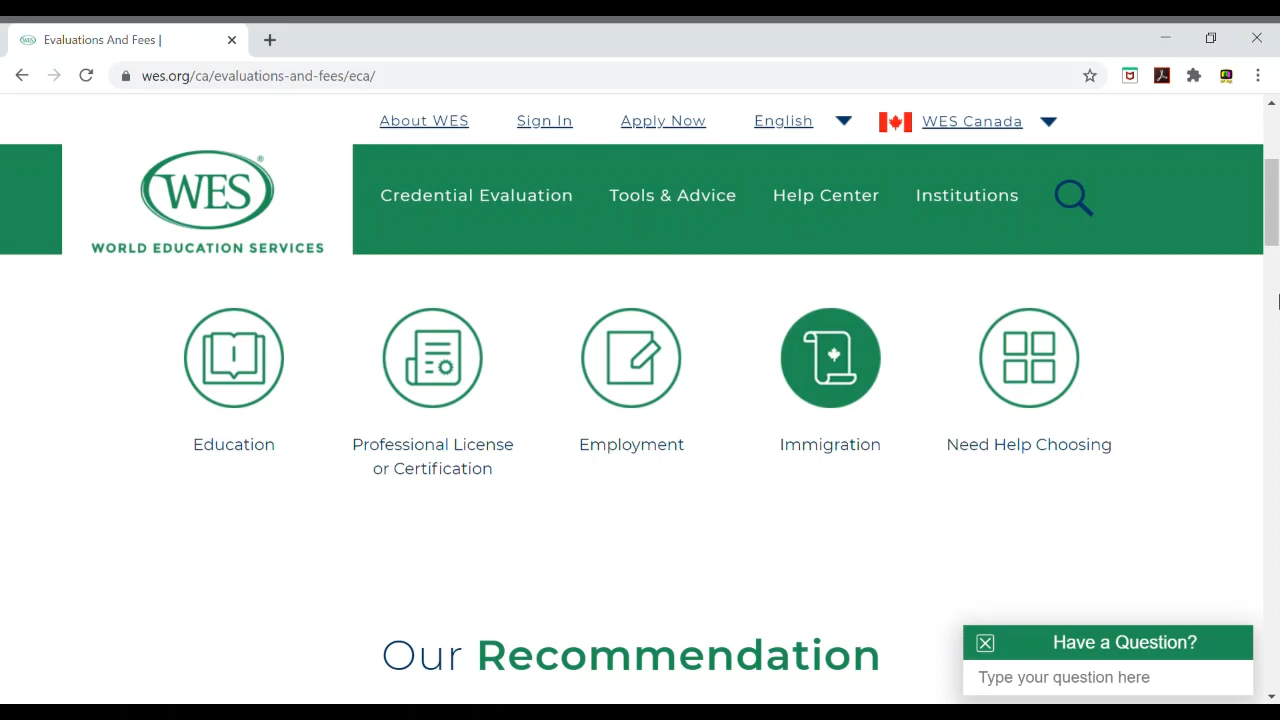 WES
Evaluations And Fees |
wes.org/ca/evaluations-and-fees/eca/
About WES
Sign In
Apply Now
English
WES Canada
WES
®
WORLD EDUCATION SERVICES
Credential Evaluation
Tools & Advice
Help Center
Institutions
Education
Professional License
or Certification
Employment
Immigration
Need Help Choosing
Our Recommendation
Have a Question?
Type your question here